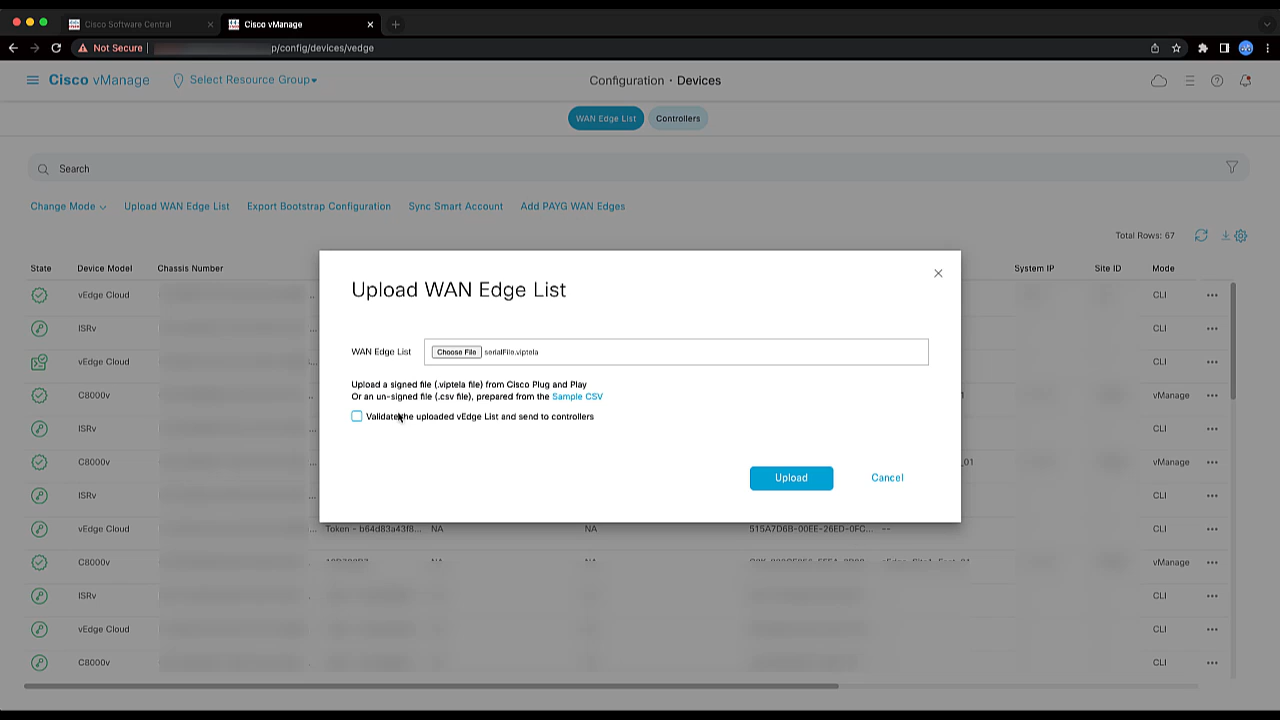 Cisco Software Central
Cisco vManage
Not Secure
p/config/devices/vedge
Cisco vManage
Select Resource Group
Configuration · Devices
WAN Edge List
Controllers
Search
Change Mode
Upload WAN Edge List
Export Bootstrap Configuration
Sync Smart Account
Add PAYG WAN Edges
Total Rows: 67
State Device Model Chassis Number System IP Site ID Mode
vEdge Cloud CLI
ISRv CLI
vEdge Cloud CLI
C8000v vManage
ISRv CLI
C8000v _01 vManage
ISRv CLI
vEdge Cloud ... Token - b64d83a43f8... NA NA 515A7D6B-00EE-26ED-0FC... -- CLI
C8000v vManage
ISRv CLI
vEdge Cloud CLI
C8000v CLI
Upload WAN Edge List
WAN Edge List Choose File serialFile.viptela
Upload a signed file (.viptela file) from Cisco Plug and Play
Or an un-signed file (.csv file), prepared from the Sample CSV
Validate the uploaded vEdge List and send to controllers
Upload Cancel